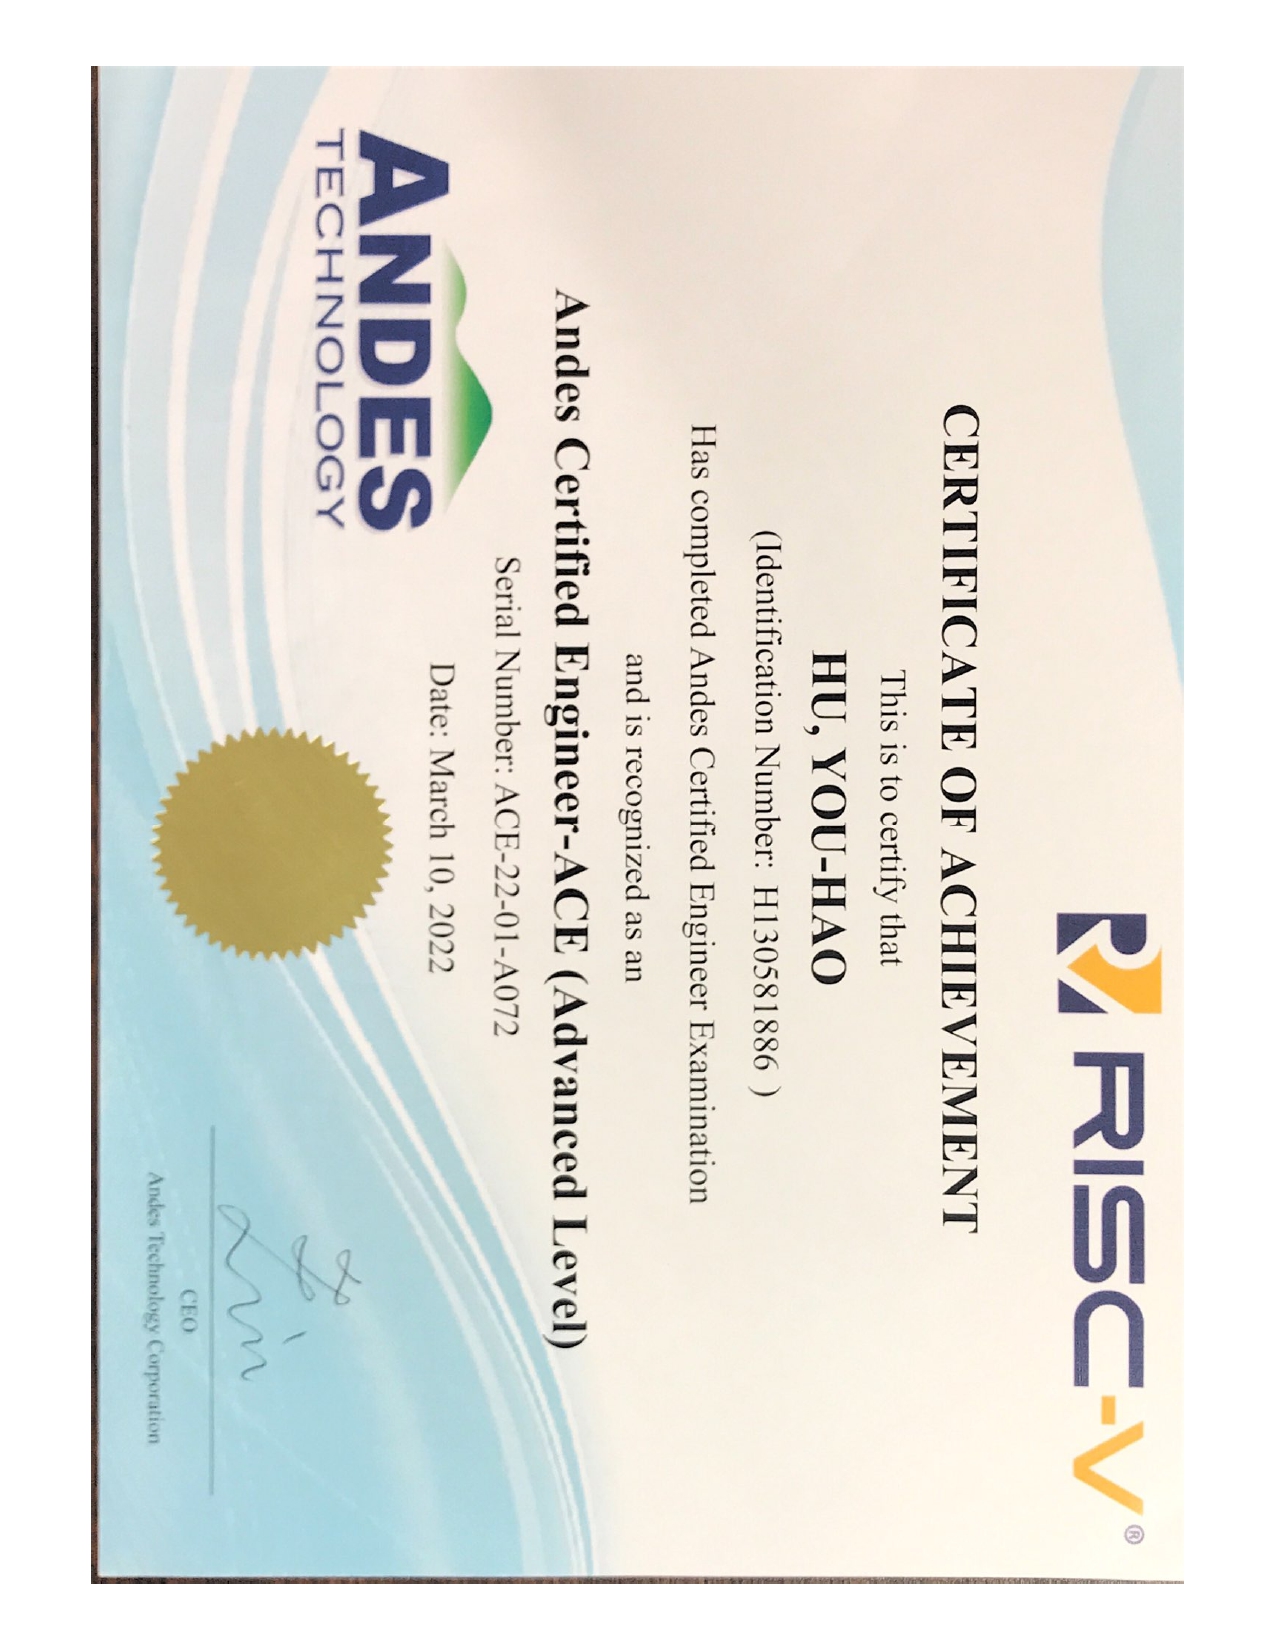 RISC-V®
CERTIFICATE OF ACHIEVEMENT
This is to certify that
HU, YOU-HAO
(Identification Number: H130581886 )
Has completed Andes Certified Engineer Examination
and is recognized as an
Andes Certified Engineer-ACE (Advanced Level)
Serial Number: ACE-22-01-A072
Date: March 10, 2022
ANDES
TECHNOLOGY
CEO
Andes Technology Corporation